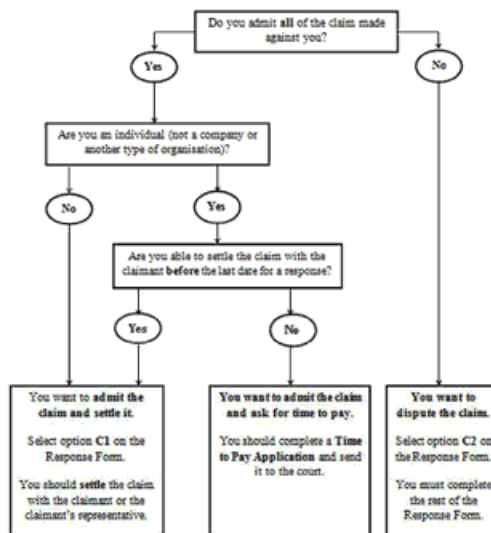 Do you admit all of the claim made
against you?
Yes
No
Are you an individual (not a company or
another type of organisation)?
No
Yes
Are you able to settle the claim with the
claimant before the last date for a response?
Yes
No
You want to admit the
claim and settle it.
Select option C1 on the
Response Form.
You should settle the claim
with the claimant or the
claimant's representative.
You want to admit the claim
and ask for time to pay.
You should complete a Time
to Pay Application and send
it to the court.
You want to
dispute the claim.
Select option C2 on
the Response Form.
You must complete
the rest of the
Response Form.